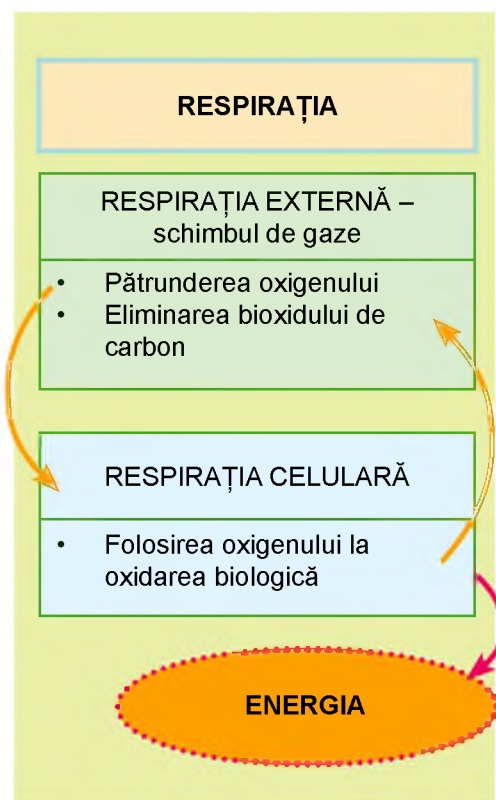 RESPIRAȚIA
RESPIRAȚIA EXTERNĂ –
schimbul de gaze
• Pătrunderea oxigenului
• Eliminarea bioxidului de
carbon
RESPIRAȚIA CELULARĂ
• Folosirea oxigenului la
oxidarea biologică
ENERGIA